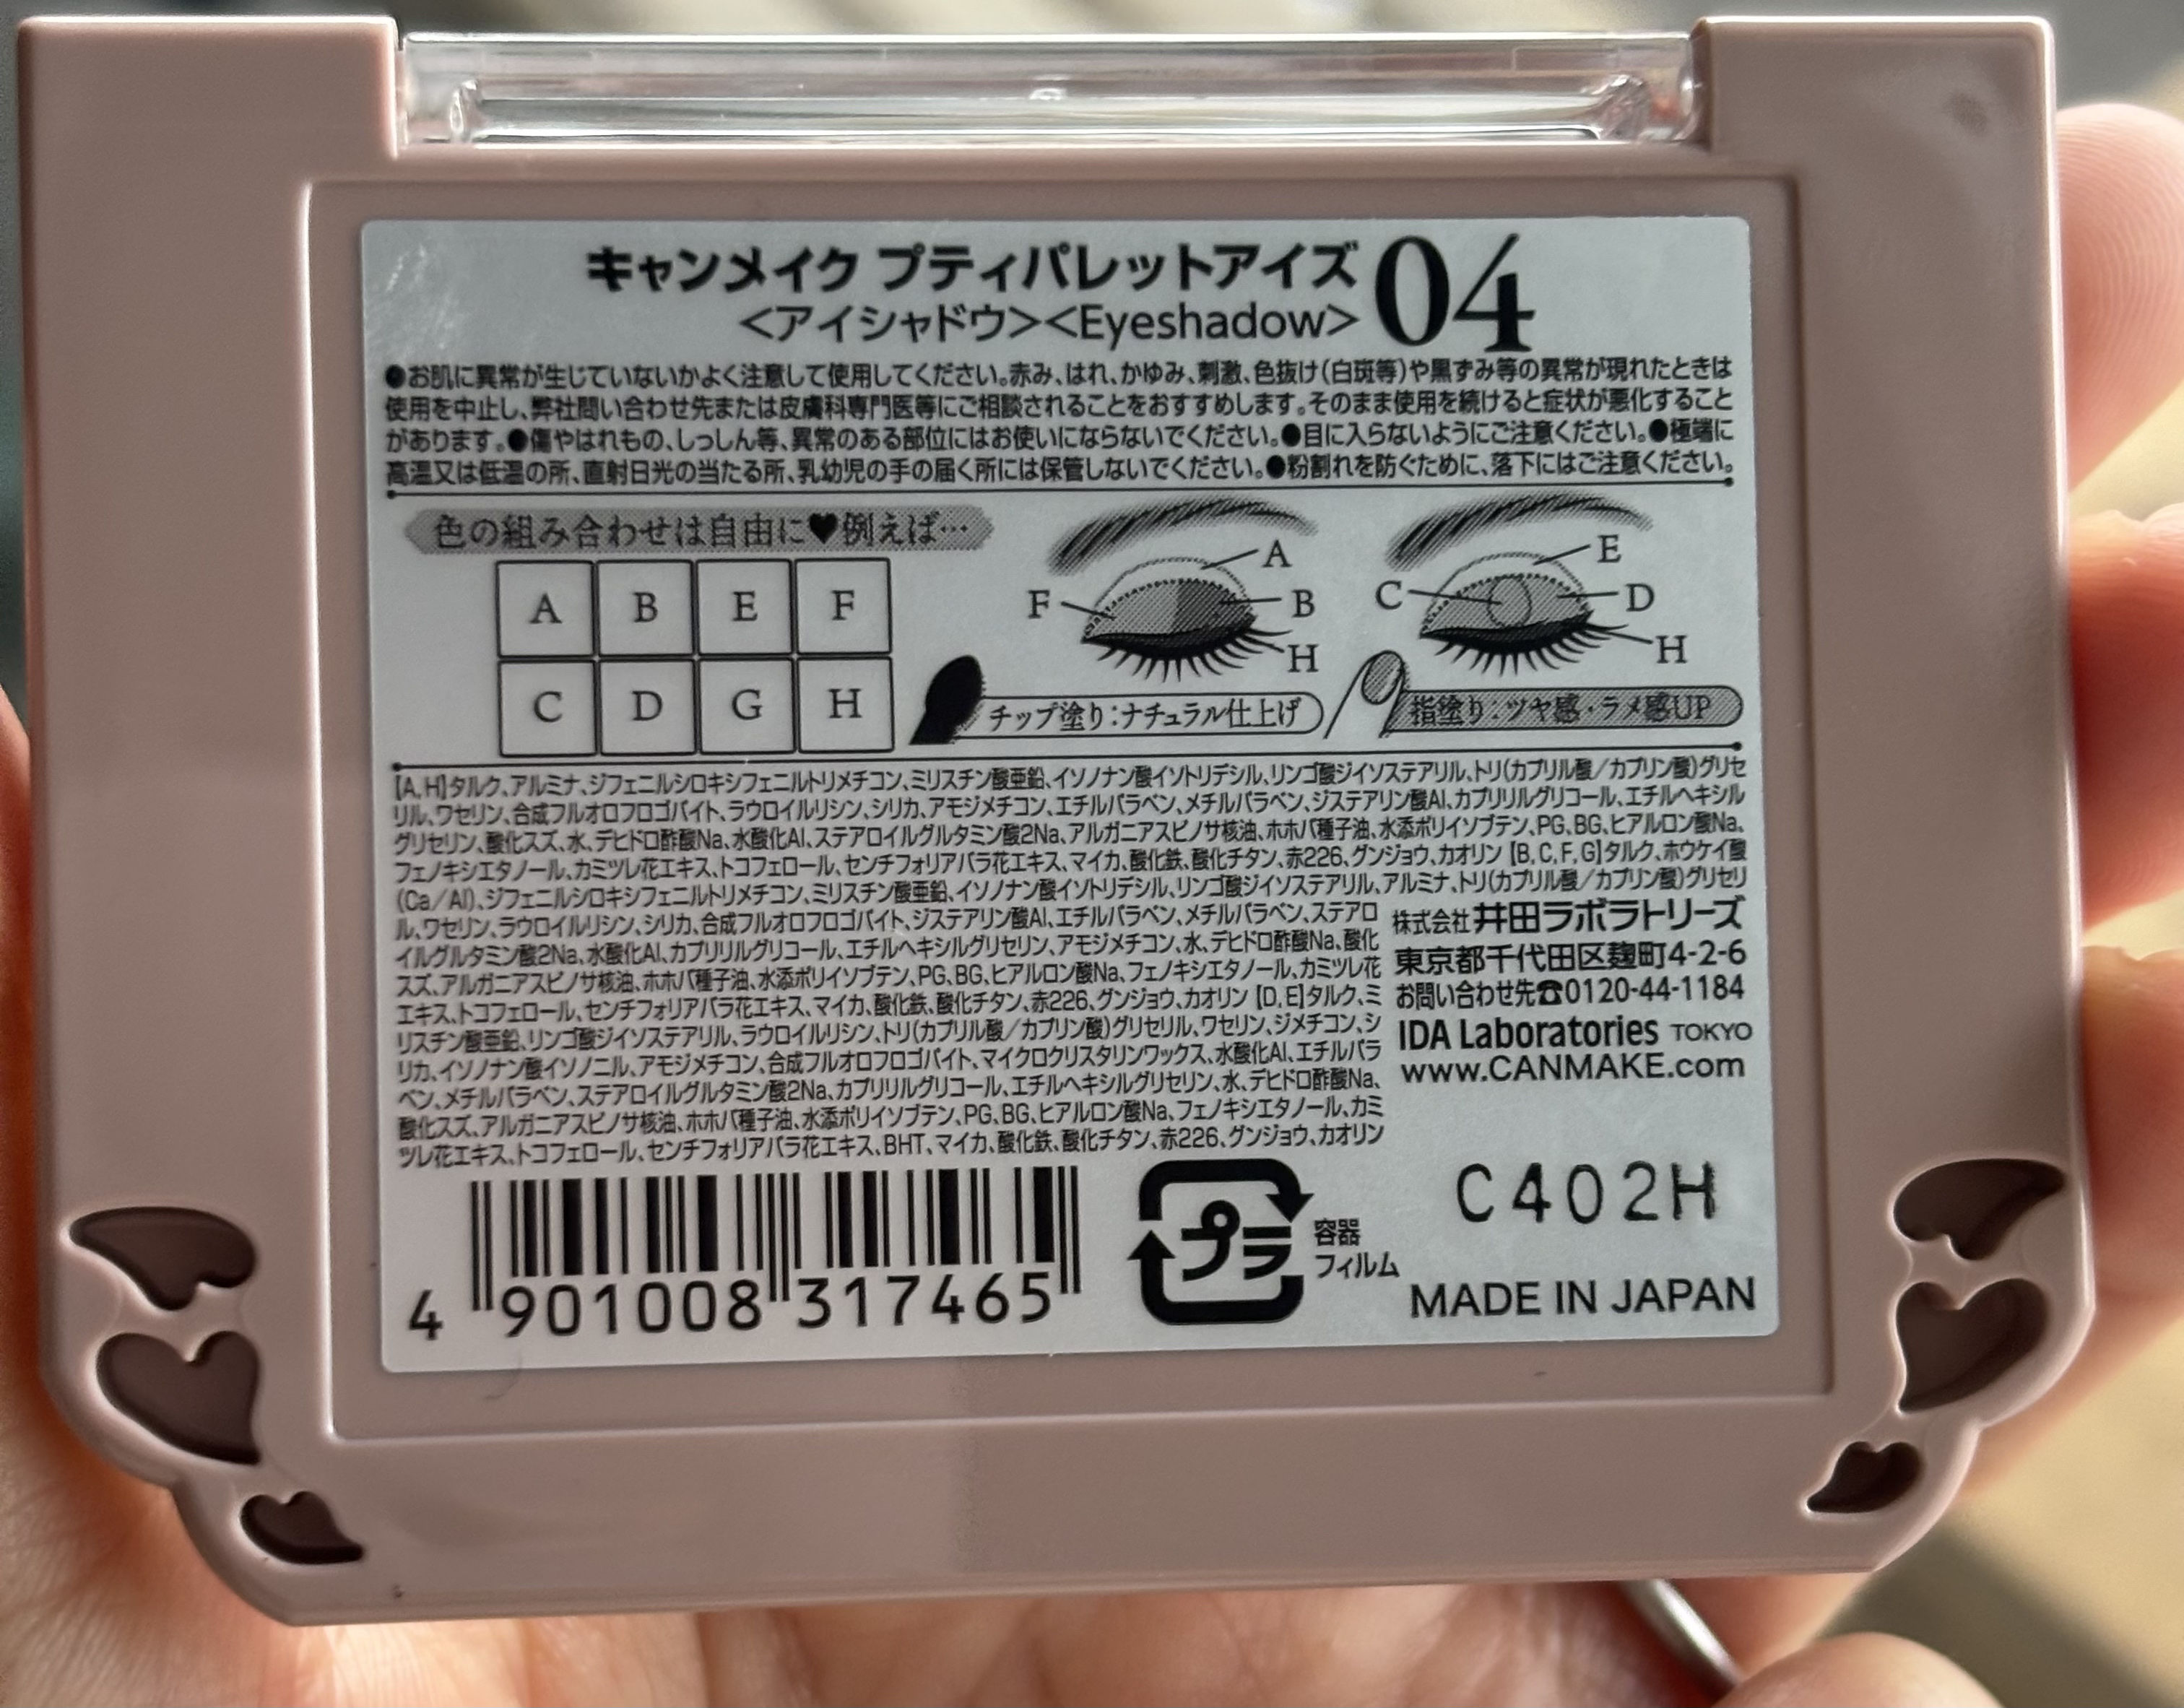 キャンメイク プティパレットアイズ 04
<アイシャドウ><Eyeshadow>
●お肌に異常が生じていないかよく注意して使用してください。赤み、はれ、かゆみ、刺激、色抜け(白斑等)や黒ずみ等の異常が現れたときは
使用を中止し、弊社問い合わせ先または皮膚科専門医等にご相談されることをおすすめします。そのまま使用を続けると症状が悪化すること
があります。●傷やはれもの、しっしん等、異常のある部位にはお使いにならないでください。●目に入らないようにご注意ください。●極端に
高温又は低温の所、直射日光の当たる所、乳幼児の手の届く所には保管しないでください。●粉割れを防ぐために、落下にはご注意ください。
色の組み合わせは自由に♥例えば…
A B E F
C D G H
F A B H
チップ塗り:ナチュラル仕上げ
C E D H
指塗り:ツヤ感・ラメ感UP
【A,H】タルク、アルミナ、ジフェニルシロキシフェニルトリメチコン、ミリスチン酸亜鉛、イソノナン酸イソトリデシル、リンゴ酸ジイソステアリル、トリ(カプリル酸/カプリン酸)グリセ
リル、ワセリン、合成フルオロフロゴパイト、ラウロイルリシン、シリカ、アモジメチコン、エチルパラベン、メチルパラベン、ジステアリン酸Al、カプリリルグリコール、エチルヘキシル
グリセリン、酸化スズ、水、デヒドロ酢酸Na、水酸化Al、ステアロイルグルタミン酸2Na、アルガニアスピノサ核油、ホホバ種子油、水添ポリイソブテン、PG、BG、ヒアルロン酸Na、
フェノキシエタノール、カミツレ花エキス、トコフェロール、センチフォリアバラ花エキス、マイカ、酸化鉄、酸化チタン、赤226、グンジョウ、カオリン【B,C,F,G】タルク、ホウケイ酸
(Ca/Al)、ジフェニルシロキシフェニルトリメチコン、ミリスチン酸亜鉛、イソノナン酸イソトリデシル、リンゴ酸ジイソステアリル、アルミナ、トリ(カプリル酸/カプリン酸)グリセリ
ル、ワセリン、ラウロイルリシン、シリカ、合成フルオロフロゴパイト、ジステアリン酸Al、エチルパラベン、メチルパラベン、ステアロ
イルグルタミン酸2Na、水酸化Al、カプリリルグリコール、エチルヘキシルグリセリン、アモジメチコン、水、デヒドロ酢酸Na、酸化
スズ、アルガニアスピノサ核油、ホホバ種子油、水添ポリイソブテン、PG、BG、ヒアルロン酸Na、フェノキシエタノール、カミツレ花
エキス、トコフェロール、センチフォリアバラ花エキス、マイカ、酸化鉄、酸化チタン、赤226、グンジョウ、カオリン【D,E】タルク、ミ
リスチン酸亜鉛、リンゴ酸ジイソステアリル、ラウロイルリシン、トリ(カプリル酸/カプリン酸)グリセリル、ワセリン、ジメチコン、シ
リカ、イソノナン酸イソノニル、アモジメチコン、合成フルオロフロゴパイト、マイクロクリスタリンワックス、水酸化Al、エチルパラ
ベン、メチルパラベン、ステアロイルグルタミン酸2Na、カプリリルグリコール、エチルヘキシルグリセリン、水、デヒドロ酢酸Na、
酸化スズ、アルガニアスピノサ核油、ホホバ種子油、水添ポリイソブテン、PG、BG、ヒアルロン酸Na、フェノキシエタノール、カミ
ツレ花エキス、トコフェロール、センチフォリアバラ花エキス、BHT、マイカ、酸化鉄、酸化チタン、赤226、グンジョウ、カオリン
株式会社 井田ラボラトリーズ
東京都千代田区麹町4-2-6
お問い合わせ先☎0120-44-1184
IDA Laboratories TOKYO
www.CANMAKE.com
4 901008 317465
プラ
容器
フィルム
C402H
MADE IN JAPAN